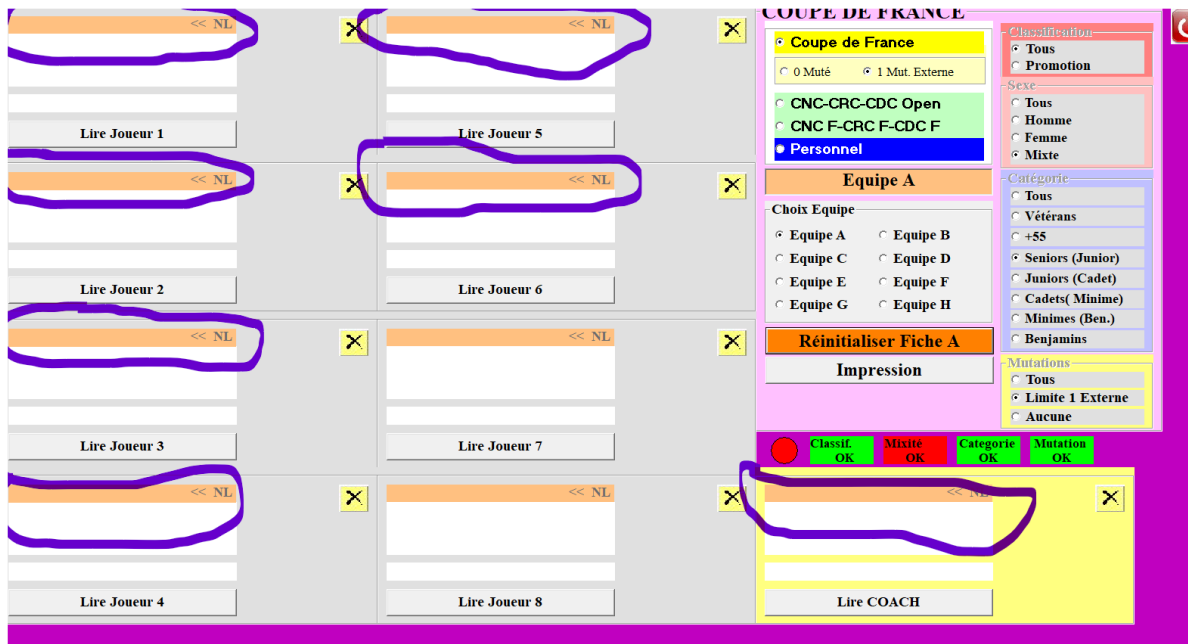 << NL
<< NL
Lire Joueur 1
Lire Joueur 5
<< NL
<< NL
Lire Joueur 2
Lire Joueur 6
<< NL
<< NL
Lire Joueur 3
Lire Joueur 7
<< NL
<< NL
Lire Joueur 4
Lire Joueur 8
COUPE DE FRANCE
Coupe de France
0 Muté 1 Mut. Externe
CNC-CRC-CDC Open
CNC F-CRC F-CDC F
Personnel
Equipe A
Choix Equipe
Equipe A Equipe B
Equipe C Equipe D
Equipe E Equipe F
Equipe G Equipe H
Réinitialiser Fiche A
Impression
Classification
Tous
Promotion
Sexe
Tous
Homme
Femme
Mixte
Catégorie
Tous
Vétérans
+55
Seniors (Junior)
Juniors (Cadet)
Cadets( Minime)
Minimes (Ben.)
Benjamins
Mutations
Tous
Limite 1 Externe
Aucune
Classif. OK
Mixité OK
Categorie OK
Mutation OK
<< NL
Lire COACH